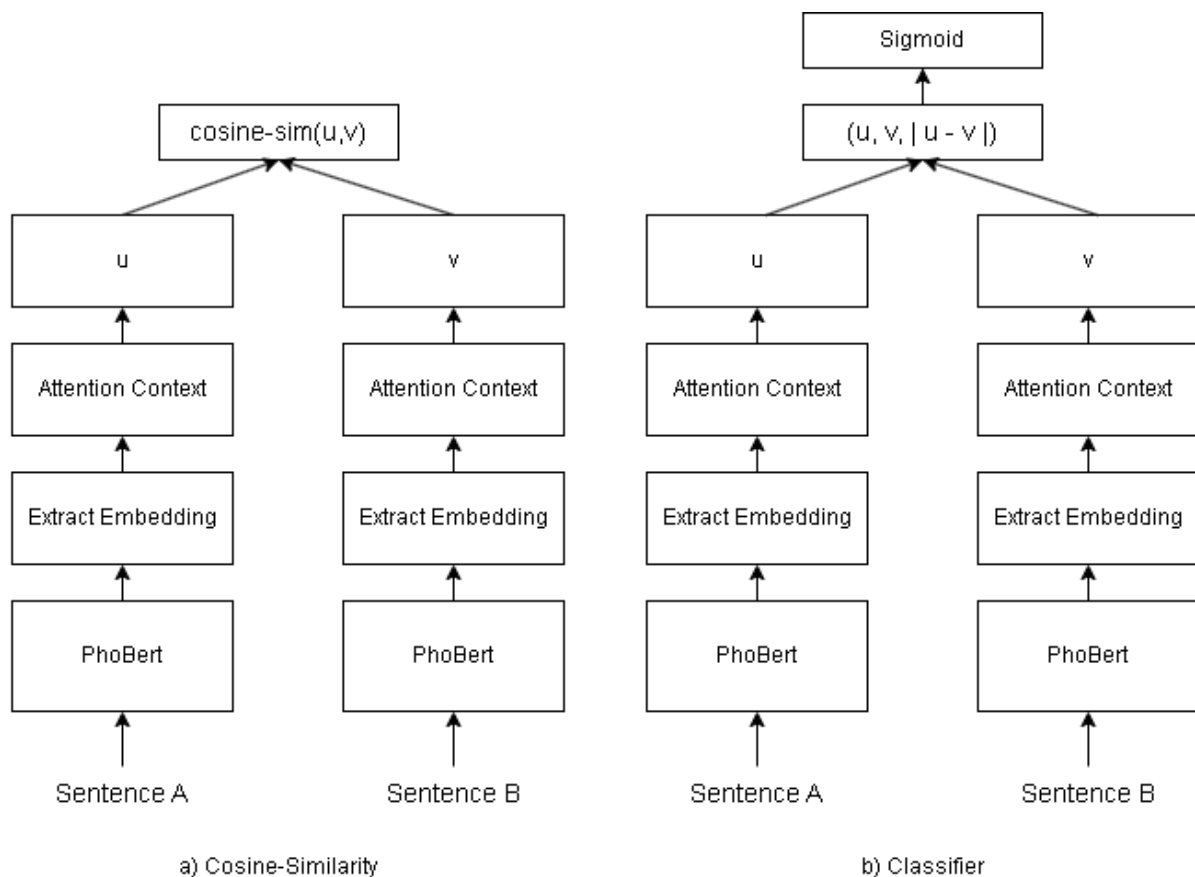 cosine-sim(u,v)
u
v
Attention Context
Attention Context
Extract Embedding
Extract Embedding
PhoBert
PhoBert
Sentence A
Sentence B
a) Cosine-Similarity
Sigmoid
(u, v, | u - v |)
u
v
Attention Context
Attention Context
Extract Embedding
Extract Embedding
PhoBert
PhoBert
Sentence A
Sentence B
b) Classifier